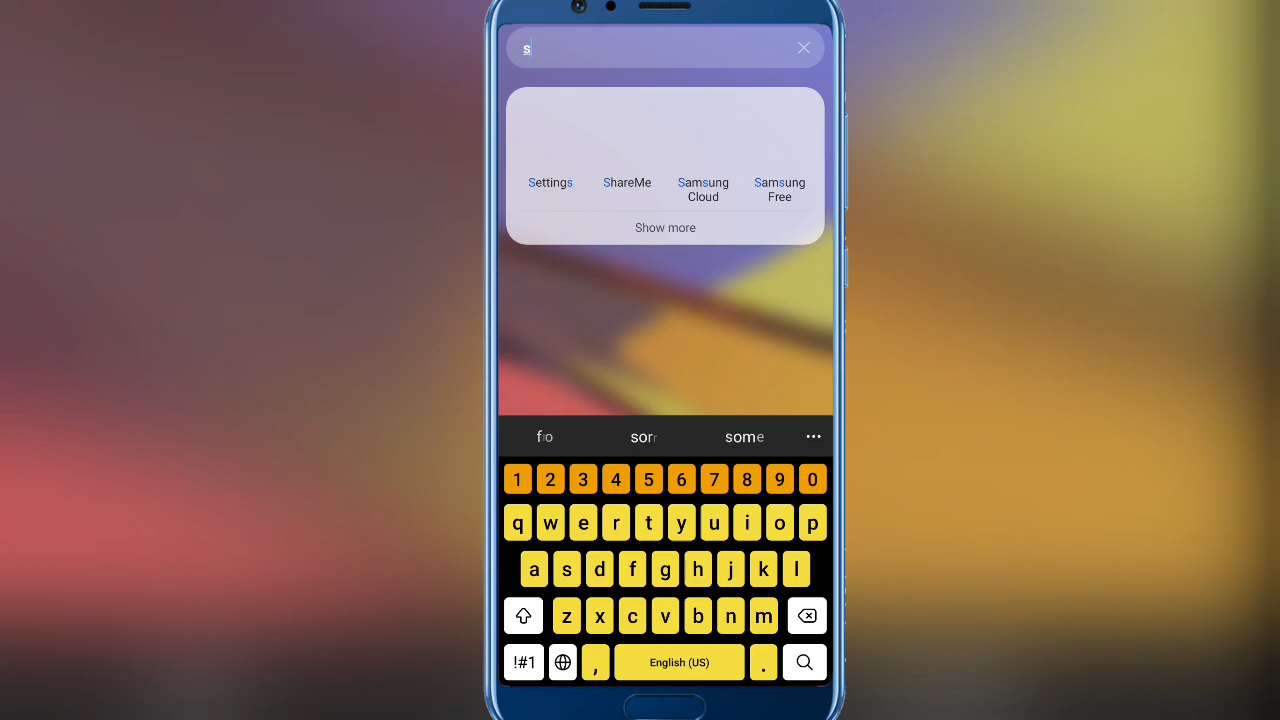 s
Settings ShareMe Samsung Samsung
Cloud Free
Show more
sorr some
1 2 3 4 5 6 7 8 9 0
q w e r t y u i o p
a s d f g h j k l
z x c v b n m
!#1 , English (US) .